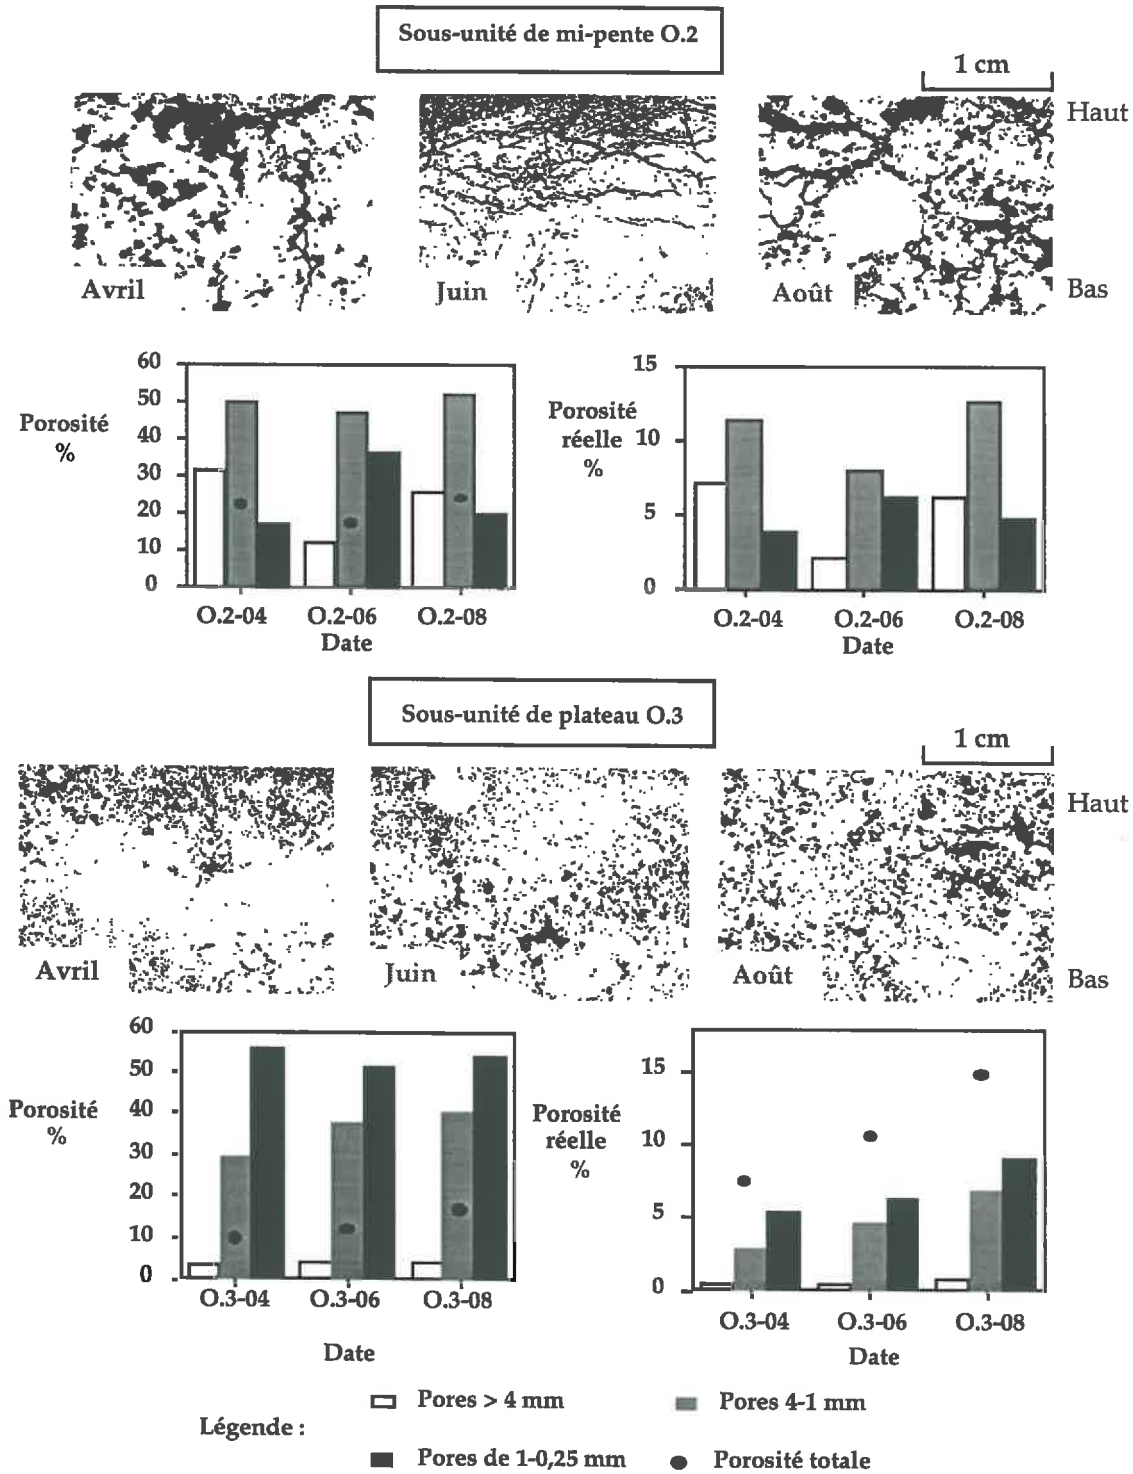 Sous-unité de mi-pente O.2
1 cm
Haut
Avril
Juin
Août
Bas
60
50
40
30
20
10
0
Porosité
%
O.2-04 O.2-06 O.2-08
Date
15
10
5
0
Porosité
réelle
%
O.2-04 O.2-06 O.2-08
Date
Sous-unité de plateau O.3
1 cm
Haut
Avril
Juin
Août
Bas
60
50
40
30
20
10
0
Porosité
%
O.3-04 O.3-06 O.3-08
Date
15
10
5
0
Porosité
réelle
%
O.3-04 O.3-06 O.3-08
Date
Légende :
Pores > 4 mm
Pores 4-1 mm
Pores de 1-0,25 mm
Porosité totale